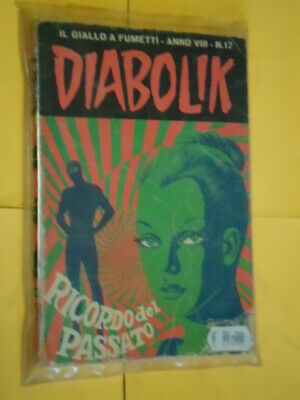 IL GIALLO A FUMETTI - ANNO VIII - N.17
DIABOLIK
RICORDO del
PASSATO